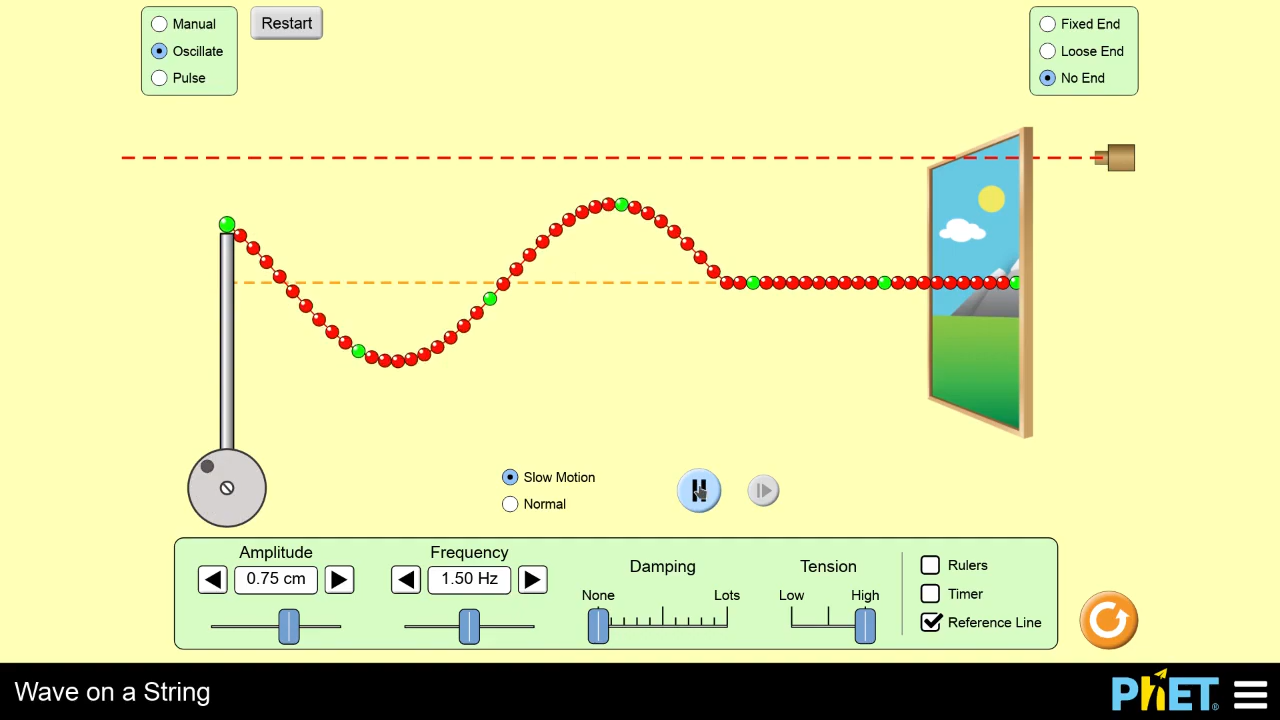 Manual
Oscillate
Pulse
Restart
Fixed End
Loose End
No End
Slow Motion
Normal
Amplitude
0.75 cm
Frequency
1.50 Hz
Damping
None
Lots
Tension
Low
High
Rulers
Timer
Reference Line
Wave on a String
PhET